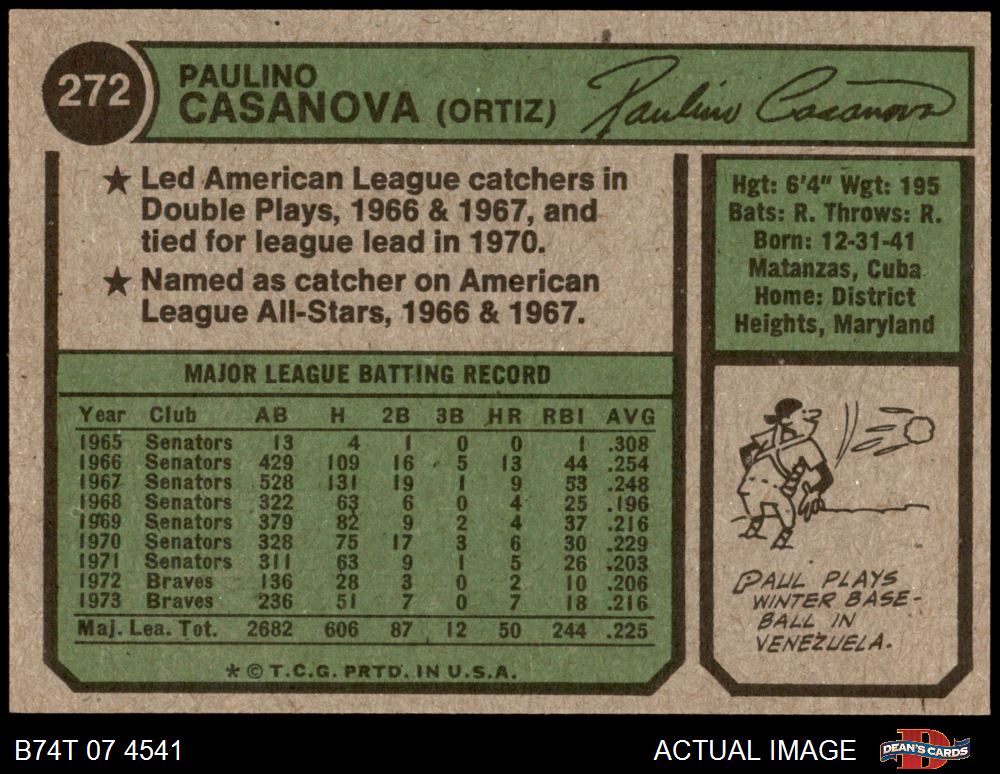 272
PAULINO
CASANOVA (ORTIZ)
Paulino Casanova
★ Led American League catchers in
Double Plays, 1966 & 1967, and
tied for league lead in 1970.
★ Named as catcher on American
League All-Stars, 1966 & 1967.
Hgt: 6'4" Wgt: 195
Bats: R. Throws: R.
Born: 12-31-41
Matanzas, Cuba
Home: District
Heights, Maryland
MAJOR LEAGUE BATTING RECORD
Year Club AB H 2B 3B HR RBI AVG
1965 Senators 13 4 1 0 0 1 .308
1966 Senators 429 109 16 5 13 44 .254
1967 Senators 528 131 19 1 9 53 .248
1968 Senators 322 63 6 0 4 25 .196
1969 Senators 379 82 9 2 4 37 .216
1970 Senators 328 75 17 3 6 30 .229
1971 Senators 311 63 9 1 5 26 .203
1972 Braves 136 28 3 0 2 10 .206
1973 Braves 236 51 7 0 7 18 .216
Maj. Lea. Tot. 2682 606 87 12 50 244 .225
* © T.C.G. PRTD. IN U.S.A.
PAUL PLAYS
WINTER BASE-
BALL IN
VENEZUELA.
B74T 07 4541
ACTUAL IMAGE
DEAN'S CARDS